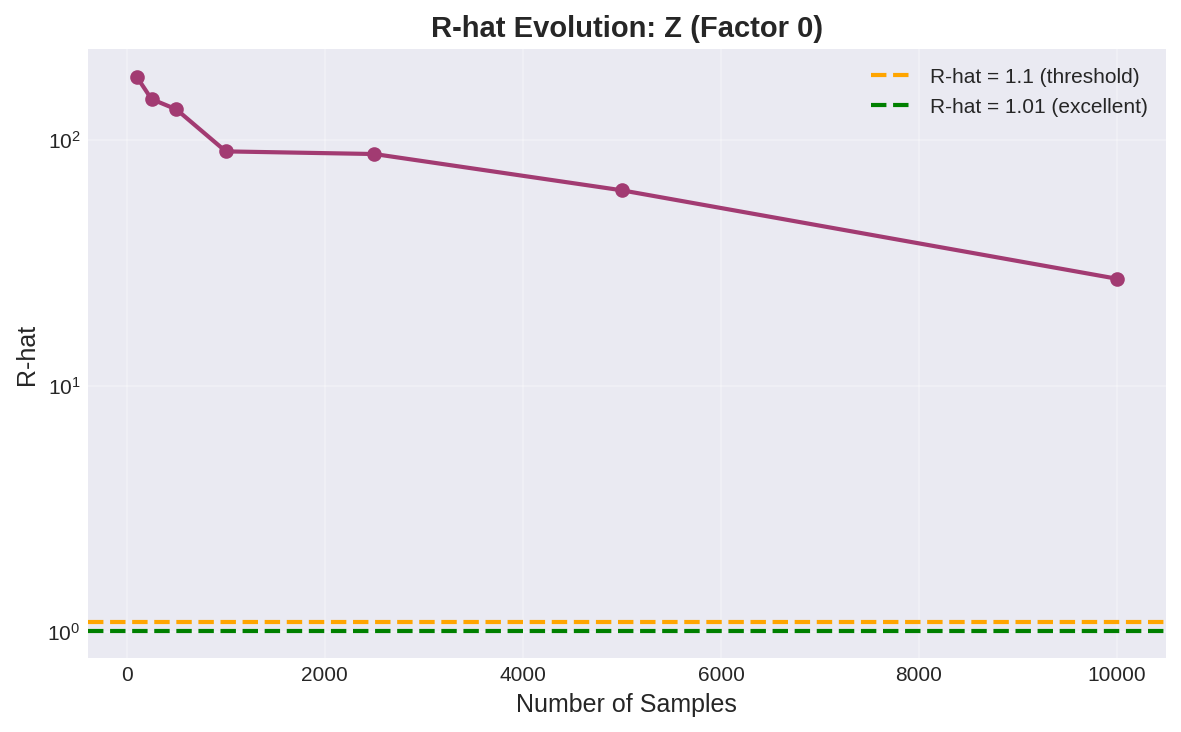 R-hat Evolution: Z (Factor 0)
R-hat = 1.1 (threshold)
R-hat = 1.01 (excellent)
10²
10¹
10⁰
R-hat
0 2000 4000 6000 8000 10000
Number of Samples